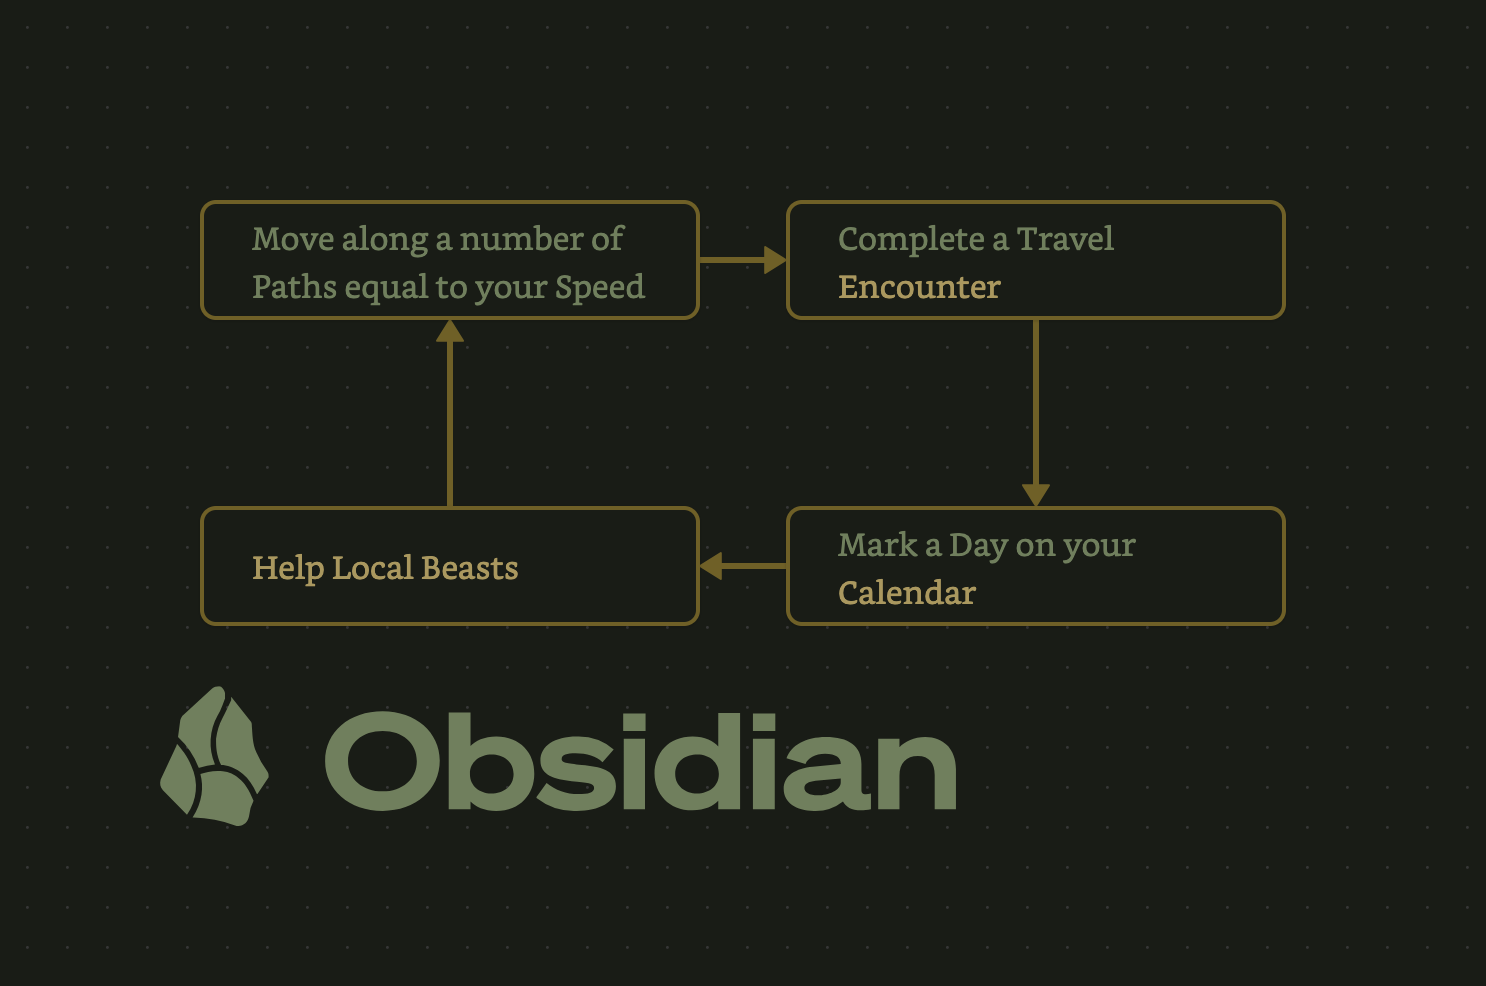 Move along a number of
Paths equal to your Speed
Complete a Travel
Encounter
Help Local Beasts
Mark a Day on your
Calendar
Obsidian